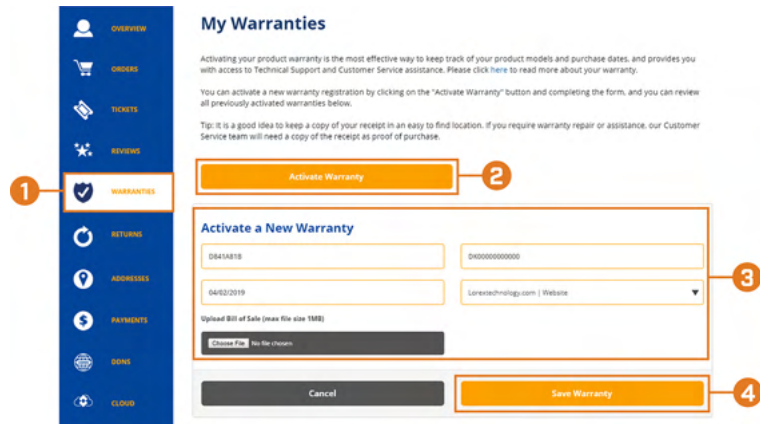 OVERVIEW
ORDERS
TICKETS
REVIEWS
1
WARRANTIES
RETURNS
ADDRESSES
PAYMENTS
DDNS
CLOUD
My Warranties
Activating your product warranty is the most effective way to keep track of your product models and purchase dates, and provides you
with access to Technical Support and Customer Service assistance. Please click here to read more about your warranty.
You can activate a new warranty registration by clicking on the "Activate Warranty" button and completing the form, and you can review
all previously activated warranties below.
Tip: It is a good idea to keep a copy of your receipt in an easy to find location. If you require warranty repair or assistance, our Customer
Service team will need a copy of the receipt as proof of purchase.
Activate Warranty
2
Activate a New Warranty
D841A81B
DK00000000000
3
04/02/2019
Lorextechnology.com | Website
Upload Bill of Sale (max file size 1MB)
Choose File No file chosen
Cancel
Save Warranty
4